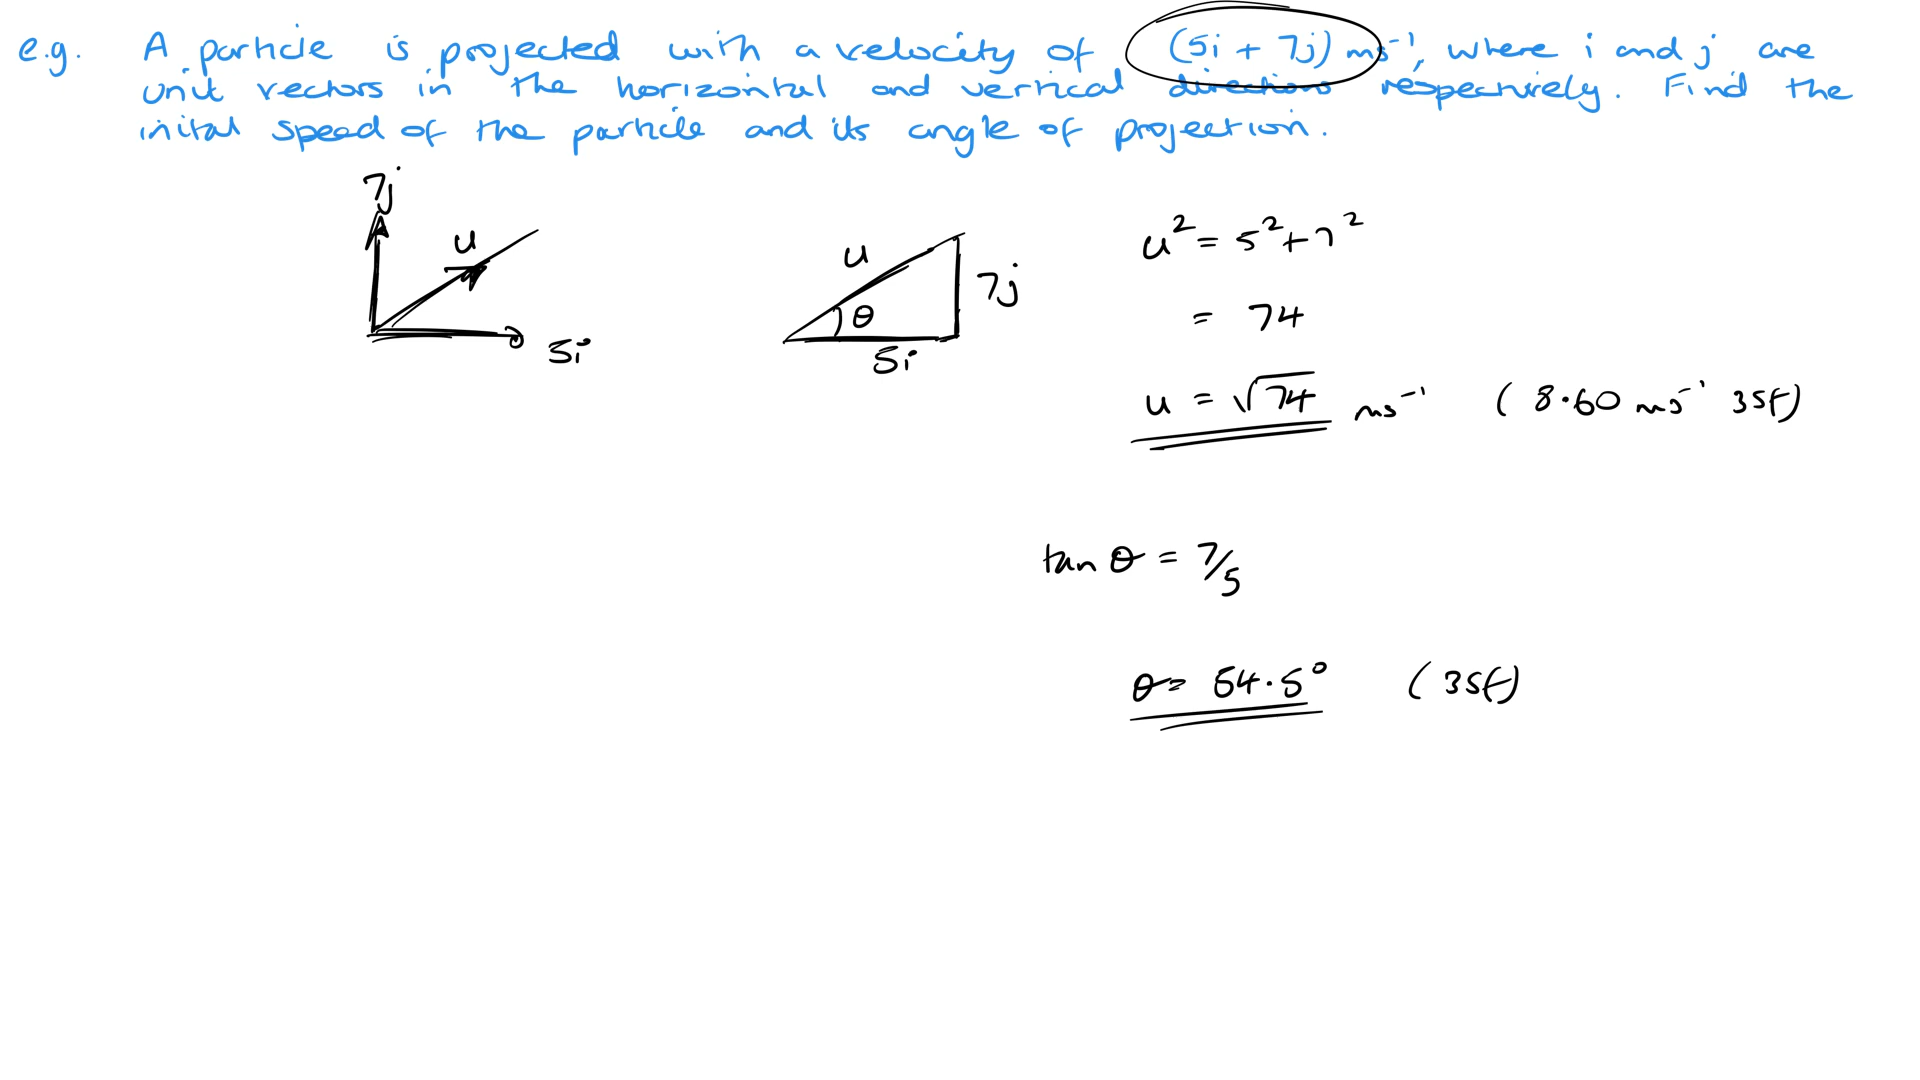 e.g. A particle is projected with a velocity of (5i + 7j) ms⁻¹, where i and j are
unit vectors in the horizontal and vertical directions respectively. Find the
inital speed of the particle and its angle of projection.
7j
u
5i
u
θ
7j
5i
u² = 5² + 7²
= 74
u = √74 ms⁻¹ (8.60 ms⁻¹ 3sf)
tan θ = 7/5
θ = 54.5° (3sf)